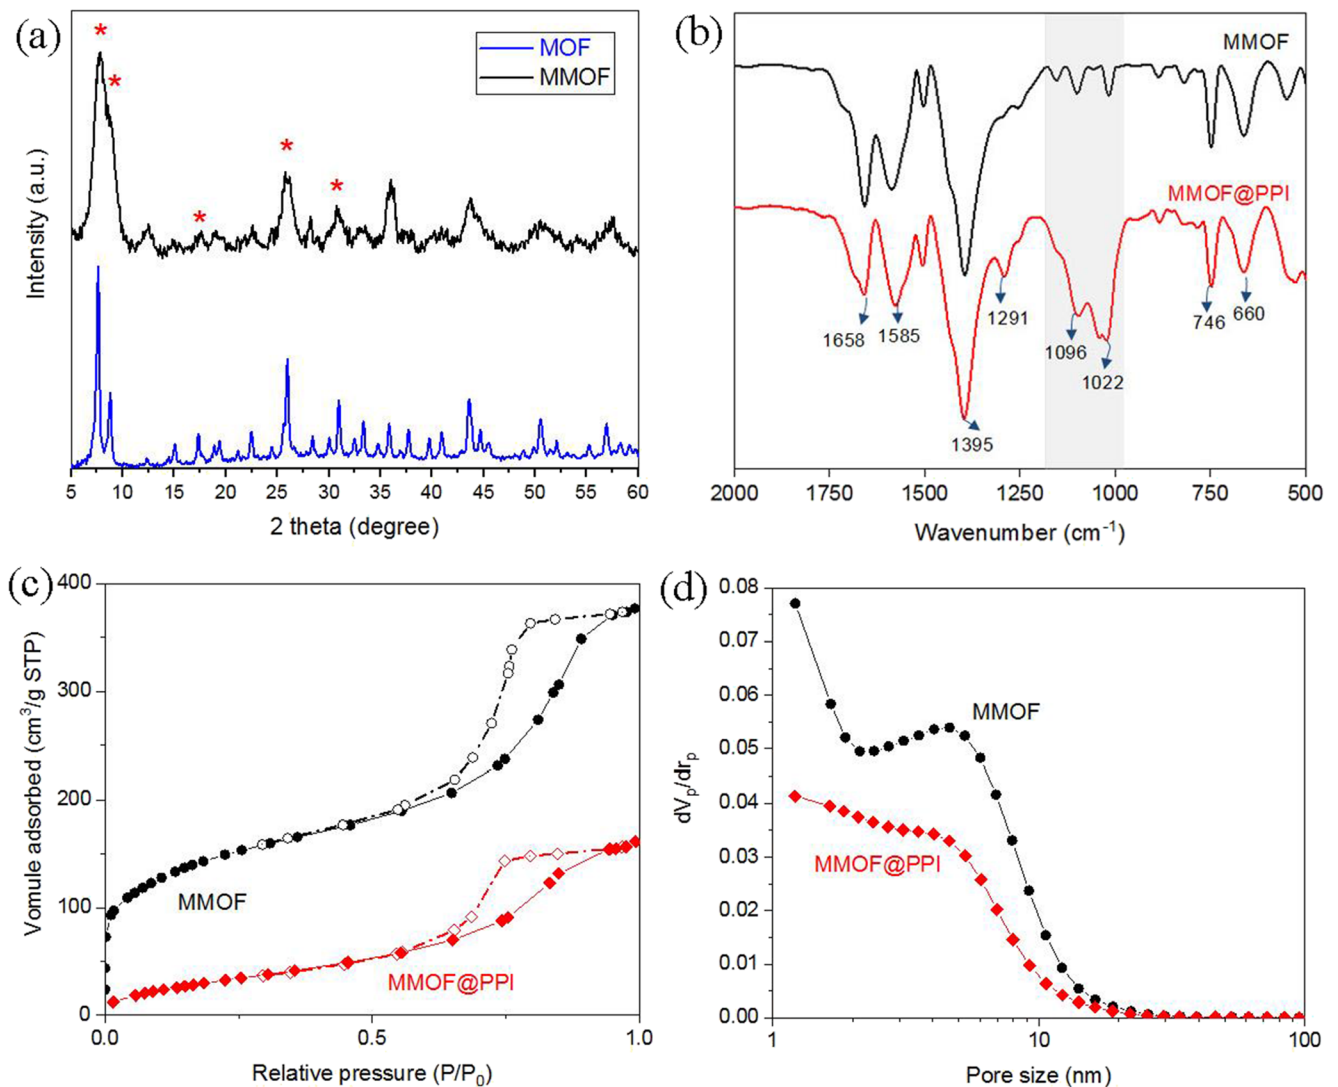 (a)
MOF
MMOF
*
*
*
*
*
Intensity (a.u.)
5 10 15 20 25 30 35 40 45 50 55 60
2 theta (degree)
(b)
MMOF
MMOF@PPI
1658
1585
1395
1291
1096
1022
746
660
2000 1750 1500 1250 1000 750 500
Wavenumber (cm⁻¹)
(c)
400
300
200
100
0
Vomule adsorbed (cm³/g STP)
MMOF
MMOF@PPI
0.0 0.5 1.0
Relative pressure (P/P₀)
(d)
0.08
0.07
0.06
0.05
0.04
0.03
0.02
0.01
0.00
dVₚ/drₚ
MMOF
MMOF@PPI
1 10 100
Pore size (nm)